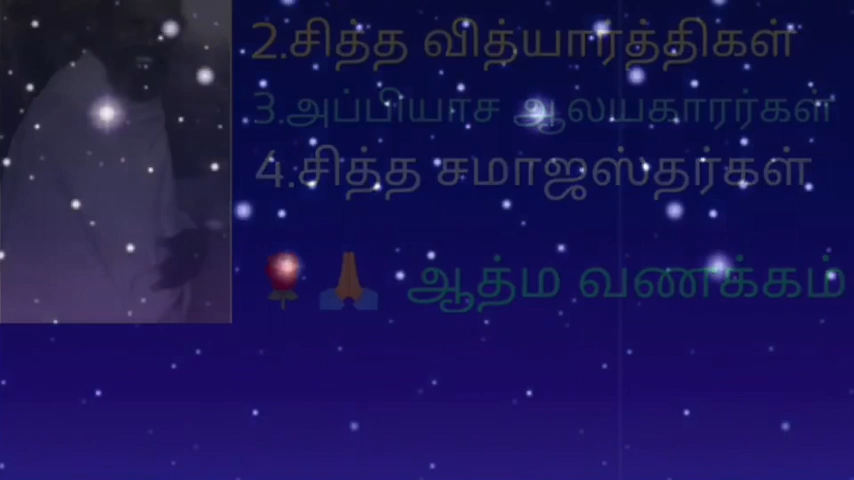 2.சித்த வித்யார்த்திகள்
3.அப்பியாச ஆலயகாரர்கள்
4.சித்த சமாஜஸ்தர்கள்
🌹🙏 ஆத்ம வணக்கம்